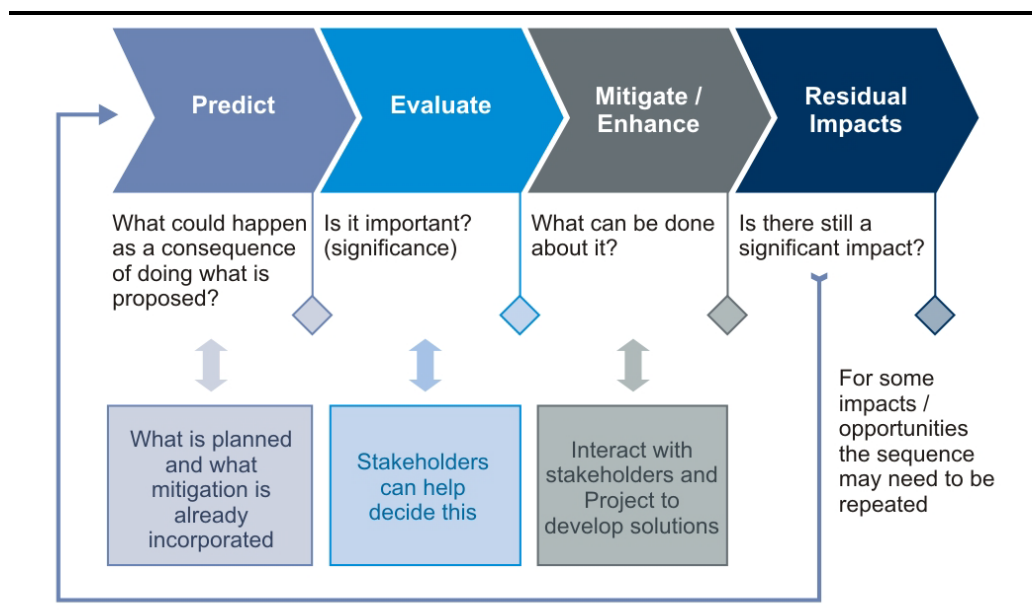 Predict
Evaluate
Mitigate /
Enhance
Residual
Impacts
What could happen
as a consequence
of doing what is
proposed?
Is it important?
(significance)
What can be done
about it?
Is there still a
significant impact?
What is planned
and what
mitigation is
already
incorporated
Stakeholders
can help
decide this
Interact with
stakeholders and
Project to
develop solutions
For some
impacts /
opportunities
the sequence
may need to be
repeated